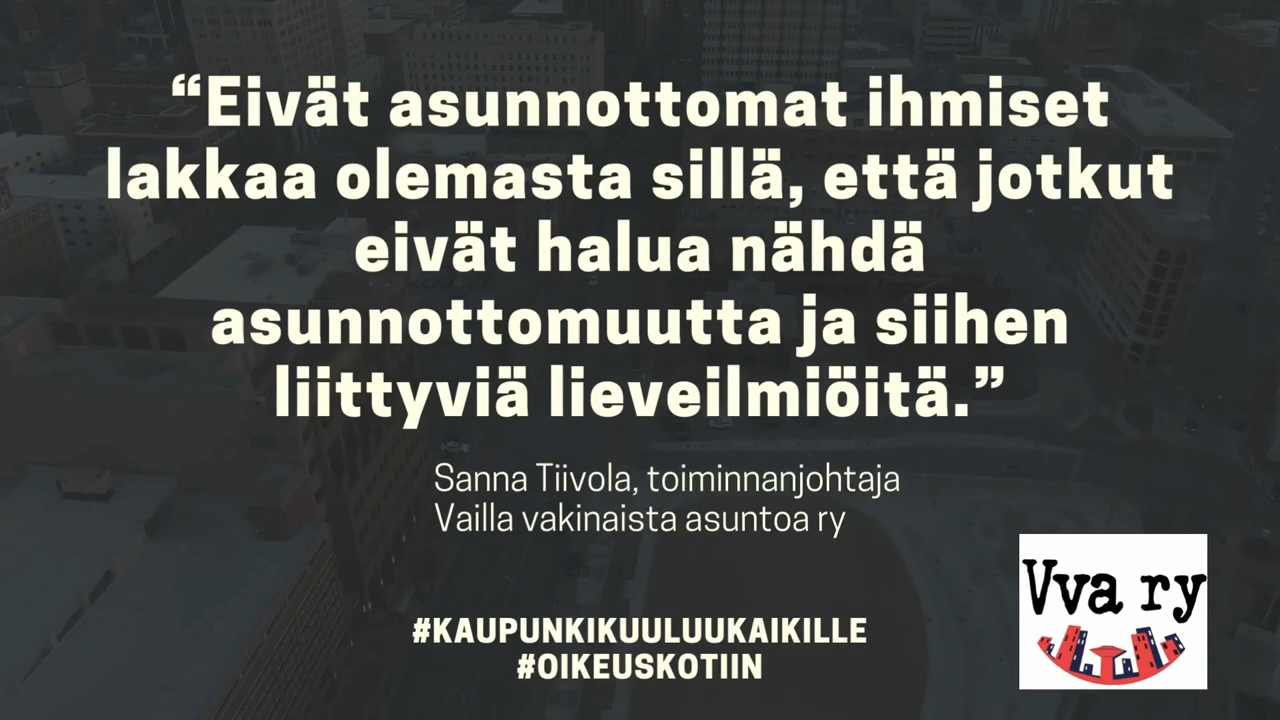 “Eivät asunnottomat ihmiset
lakkaa olemasta sillä, että jotkut
eivät halua nähdä
asunnottomuutta ja siihen
liittyviä lieveilmiöitä.”
Sanna Tiivola, toiminnanjohtaja
Vailla vakinaista asuntoa ry
Vva ry
#KAUPUNKIKUULUUKAIKILLE
#OIKEUSKOTIIN